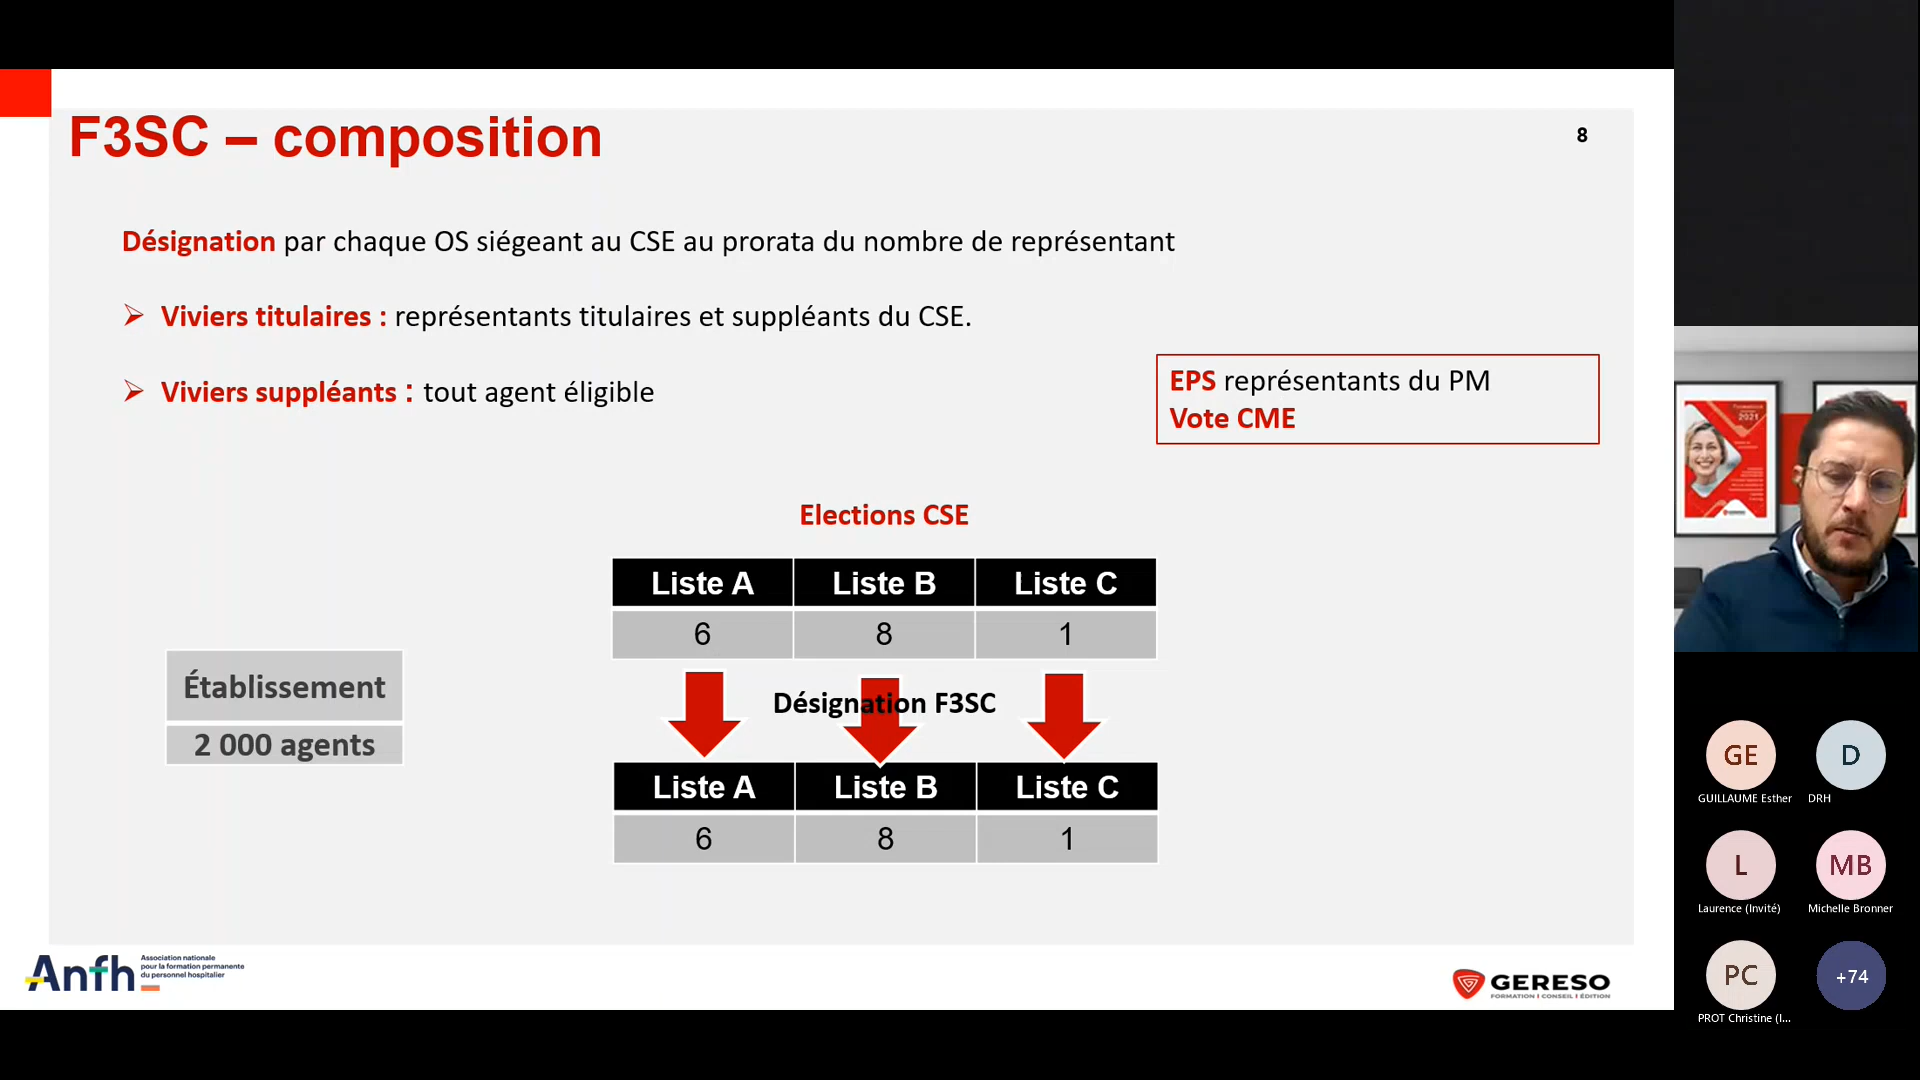 F3SC – composition
8
Désignation par chaque OS siégeant au CSE au prorata du nombre de représentant
Viviers titulaires : représentants titulaires et suppléants du CSE.
Viviers suppléants : tout agent éligible
EPS représentants du PM
Vote CME
Elections CSE
Liste A Liste B Liste C
6 8 1
Établissement
2 000 agents
Désignation F3SC
Liste A Liste B Liste C
6 8 1
Anfh
Association nationale
pour la formation permanente
du personnel hospitalier
GERESO
FORMATION | CONSEIL | ÉDITION
2021
GE
GUILLAUME Esther
D
DRH
L
Laurence (Invité)
MB
Michelle Bronner
PC
PROT Christine (I...
+74